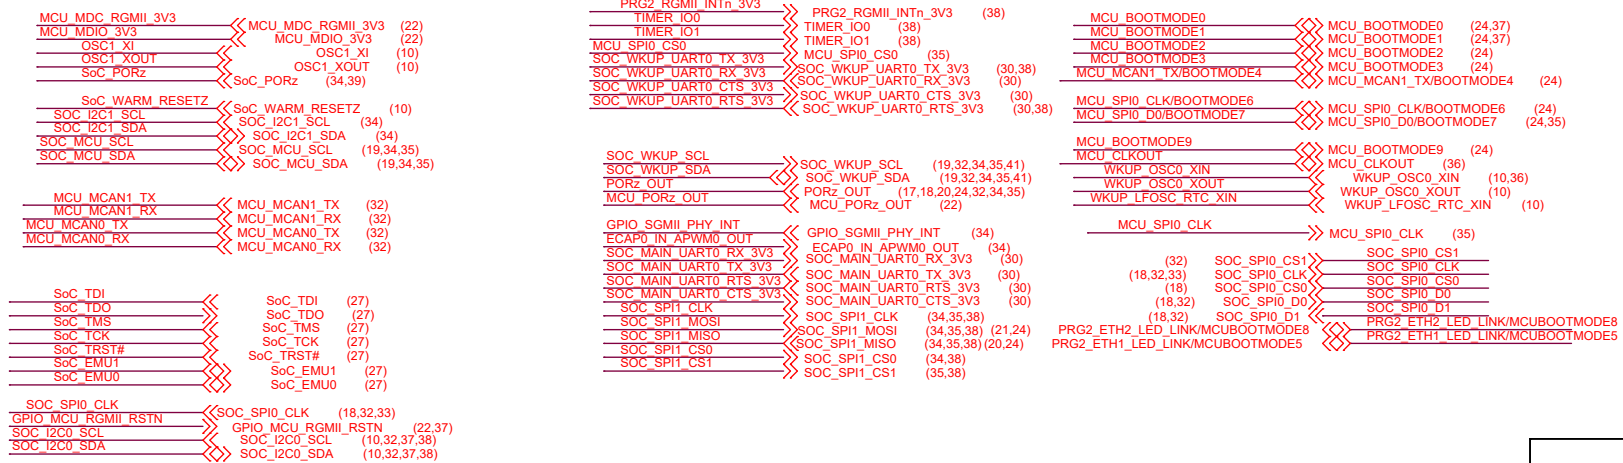 MCU_MDC_RGMII_3V3 MCU_MDC_RGMII_3V3 (22)
MCU_MDIO_3V3 MCU_MDIO_3V3 (22)
OSC1_XI OSC1_XI (10)
OSC1_XOUT OSC1_XOUT (10)
SoC_PORz SoC_PORz (34,39)
SoC_WARM_RESETZ SoC_WARM_RESETZ (10)
SOC_I2C1_SCL SOC_I2C1_SCL (34)
SOC_I2C1_SDA SOC_I2C1_SDA (34)
SOC_MCU_SCL SOC_MCU_SCL (19,34,35)
SOC_MCU_SDA SOC_MCU_SDA (19,34,35)
MCU_MCAN1_TX MCU_MCAN1_TX (32)
MCU_MCAN1_RX MCU_MCAN1_RX (32)
MCU_MCAN0_TX MCU_MCAN0_TX (32)
MCU_MCAN0_RX MCU_MCAN0_RX (32)
SoC_TDI SoC_TDI (27)
SoC_TDO SoC_TDO (27)
SoC_TMS SoC_TMS (27)
SoC_TCK SoC_TCK (27)
SoC_TRST# SoC_TRST# (27)
SoC_EMU1 SoC_EMU1 (27)
SoC_EMU0 SoC_EMU0 (27)
SOC_SPI0_CLK SOC_SPI0_CLK (18,32,33)
GPIO_MCU_RGMII_RSTN GPIO_MCU_RGMII_RSTN (22,37)
SOC_I2C0_SCL SOC_I2C0_SCL (10,32,37,38)
SOC_I2C0_SDA SOC_I2C0_SDA (10,32,37,38)
PRG2_RGMII_INTn_3V3 PRG2_RGMII_INTn_3V3 (38)
TIMER_IO0 TIMER_IO0 (38)
TIMER_IO1 TIMER_IO1 (38)
MCU_SPI0_CS0 MCU_SPI0_CS0 (35)
SOC_WKUP_UART0_TX_3V3 SOC_WKUP_UART0_TX_3V3 (30,38)
SOC_WKUP_UART0_RX_3V3 SOC_WKUP_UART0_RX_3V3 (30)
SOC_WKUP_UART0_CTS_3V3 SOC_WKUP_UART0_CTS_3V3 (30)
SOC_WKUP_UART0_RTS_3V3 SOC_WKUP_UART0_RTS_3V3 (30,38)
SOC_WKUP_SCL SOC_WKUP_SCL (19,32,34,35,41)
SOC_WKUP_SDA SOC_WKUP_SDA (19,32,34,35,41)
PORz_OUT PORz_OUT (17,18,20,24,32,34,35)
MCU_PORz_OUT MCU_PORz_OUT (22)
GPIO_SGMII_PHY_INT GPIO_SGMII_PHY_INT (34)
ECAP0_IN_APWM0_OUT ECAP0_IN_APWM0_OUT (34)
SOC_MAIN_UART0_RX_3V3 SOC_MAIN_UART0_RX_3V3 (30)
SOC_MAIN_UART0_TX_3V3 SOC_MAIN_UART0_TX_3V3 (30)
SOC_MAIN_UART0_RTS_3V3 SOC_MAIN_UART0_RTS_3V3 (30)
SOC_MAIN_UART0_CTS_3V3 SOC_MAIN_UART0_CTS_3V3 (30)
SOC_SPI1_CLK SOC_SPI1_CLK (34,35,38)
SOC_SPI1_MOSI SOC_SPI1_MOSI (34,35,38)
SOC_SPI1_MISO SOC_SPI1_MISO (34,35,38)
SOC_SPI1_CS0 SOC_SPI1_CS0 (34,38)
SOC_SPI1_CS1 SOC_SPI1_CS1 (35,38)
MCU_BOOTMODE0 MCU_BOOTMODE0 (24,37)
MCU_BOOTMODE1 MCU_BOOTMODE1 (24,37)
MCU_BOOTMODE2 MCU_BOOTMODE2 (24)
MCU_BOOTMODE3 MCU_BOOTMODE3 (24)
MCU_MCAN1_TX/BOOTMODE4 MCU_MCAN1_TX/BOOTMODE4 (24)
MCU_SPI0_CLK/BOOTMODE6 MCU_SPI0_CLK/BOOTMODE6 (24)
MCU_SPI0_D0/BOOTMODE7 MCU_SPI0_D0/BOOTMODE7 (24,35)
MCU_BOOTMODE9 MCU_BOOTMODE9 (24)
MCU_CLKOUT MCU_CLKOUT (36)
WKUP_OSC0_XIN WKUP_OSC0_XIN (10,36)
WKUP_OSC0_XOUT WKUP_OSC0_XOUT (10)
WKUP_LFOSC_RTC_XIN WKUP_LFOSC_RTC_XIN (10)
MCU_SPI0_CLK MCU_SPI0_CLK (35)
(32) SOC_SPI0_CS1 SOC_SPI0_CS1
(18,32,33) SOC_SPI0_CLK SOC_SPI0_CLK
(18) SOC_SPI0_CS0 SOC_SPI0_CS0
(18,32) SOC_SPI0_D0 SOC_SPI0_D0
(18,32) SOC_SPI0_D1 SOC_SPI0_D1
(21,24) PRG2_ETH2_LED_LINK/MCUBOOTMODE8 PRG2_ETH2_LED_LINK/MCUBOOTMODE8
(20,24) PRG2_ETH1_LED_LINK/MCUBOOTMODE5 PRG2_ETH1_LED_LINK/MCUBOOTMODE5